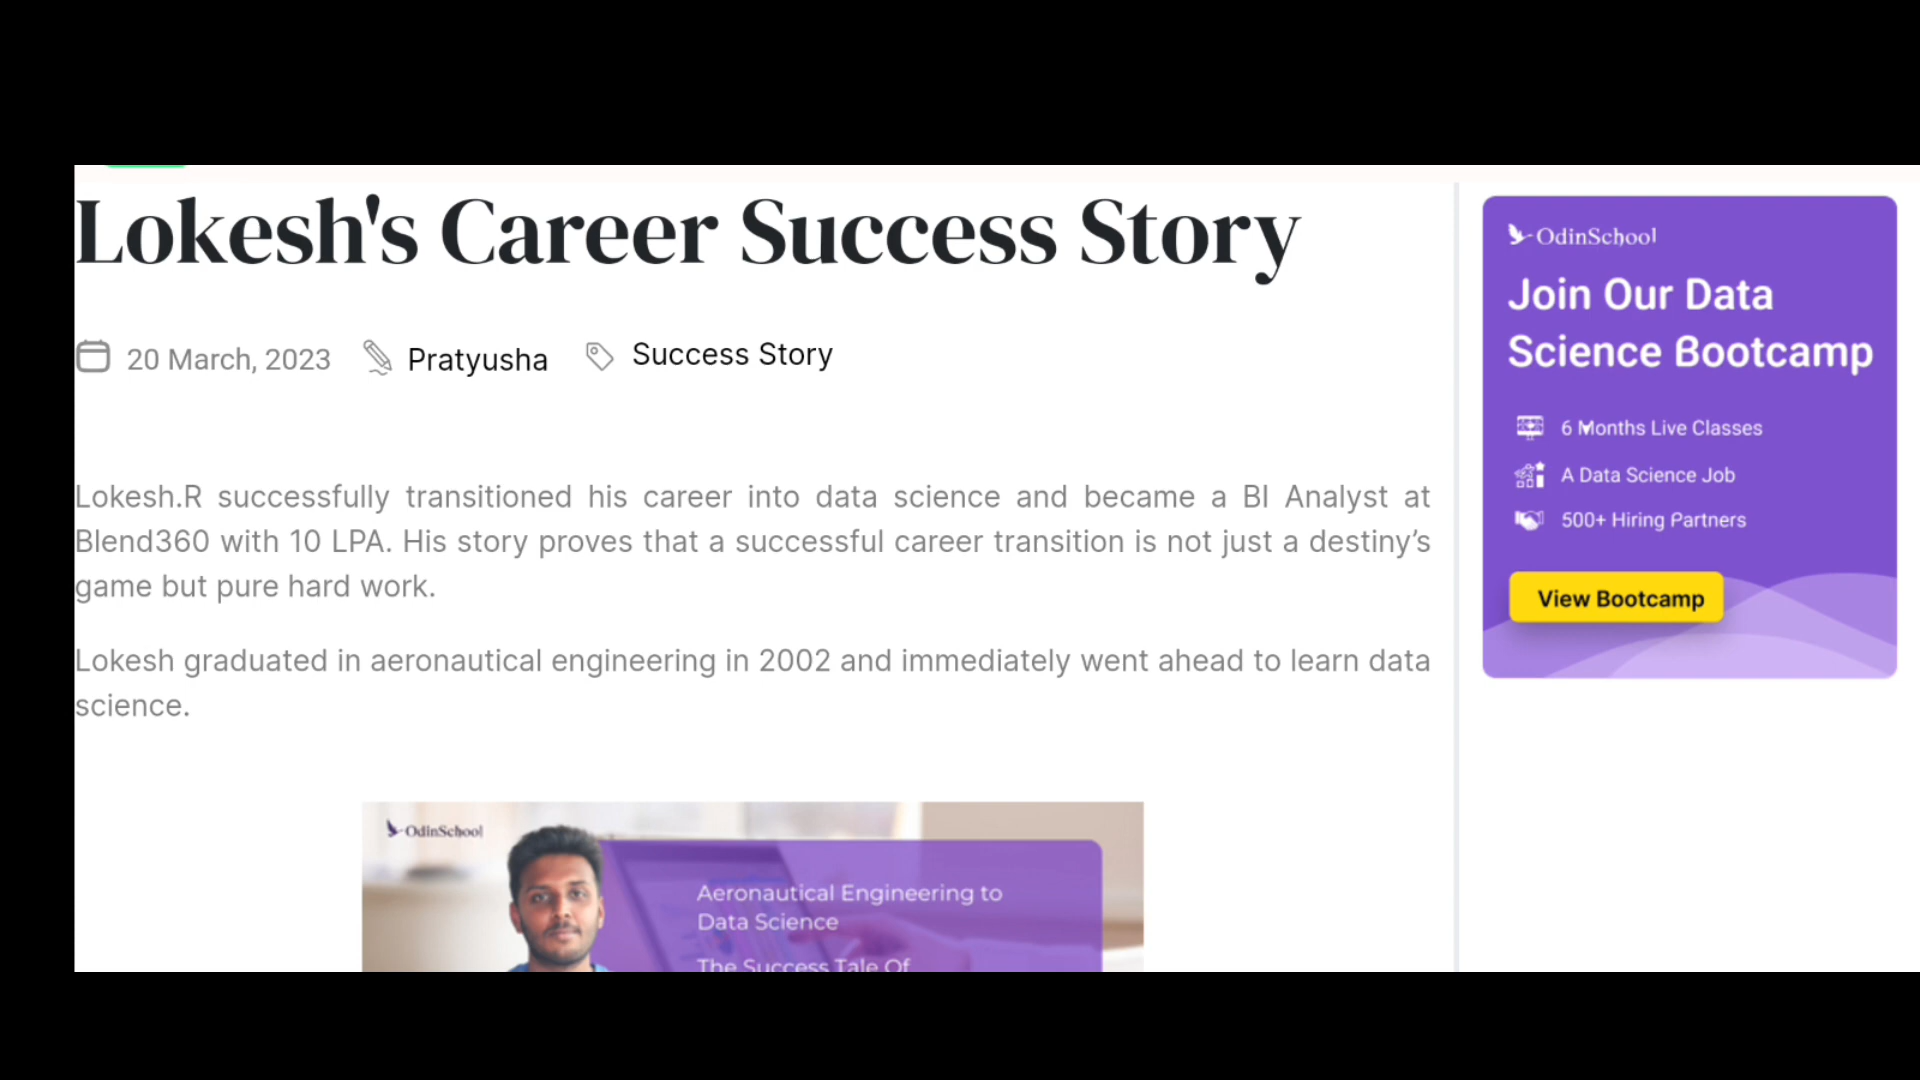 Lokesh's Career Success Story
20 March, 2023
Pratyusha
Success Story
Lokesh.R successfully transitioned his career into data science and became a BI Analyst at
Blend360 with 10 LPA. His story proves that a successful career transition is not just a destiny’s
game but pure hard work.
Lokesh graduated in aeronautical engineering in 2002 and immediately went ahead to learn data
science.
OdinSchool
Aeronautical Engineering to
Data Science
The Success Tale Of
OdinSchool
Join Our Data
Science Bootcamp
6 Months Live Classes
A Data Science Job
500+ Hiring Partners
View Bootcamp